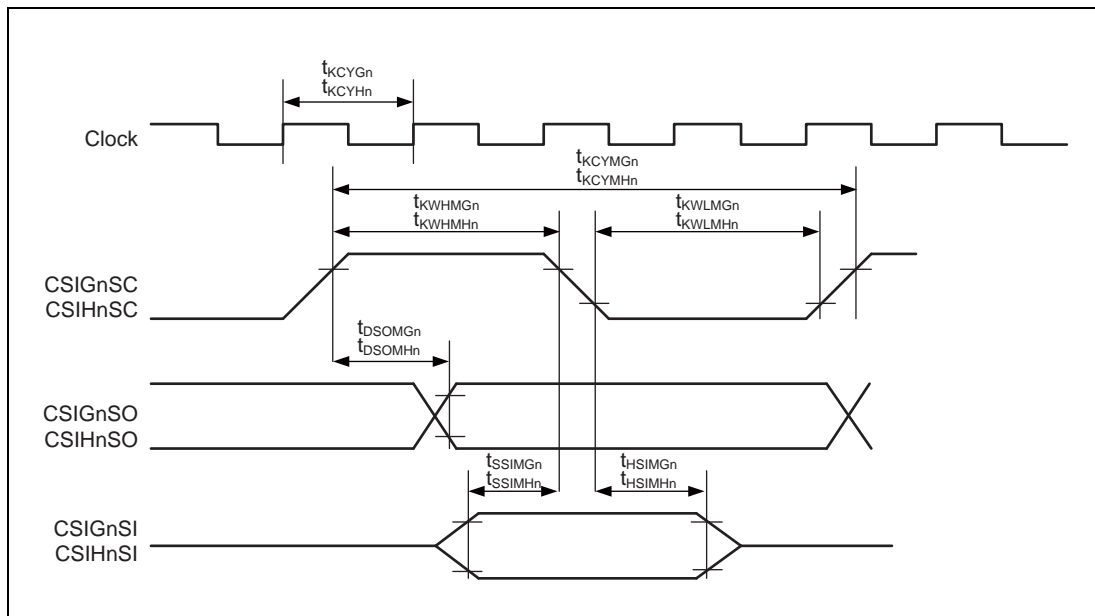 tKCYGn
tKCYHn
Clock
tKCYMGn
tKCYMHn
tKWHMGn
tKWHMHn
tKWLMGn
tKWLMHn
CSIGnSC
CSIHnSC
tDSOMGn
tDSOMHn
CSIGnSO
CSIHnSO
tSSIMGn
tSSIMHn
tHSIMGn
tHSIMHn
CSIGnSI
CSIHnSI